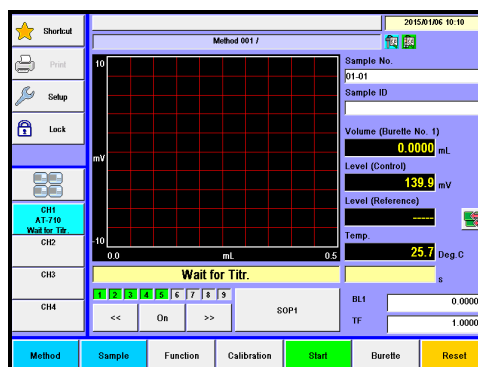 2015/01/06 10:10
Shortcut
Method 001 /
Print
Setup
Lock
10
mV
-10
0.0
mL
0.5
Sample No.
01-01
Sample ID
Volume (Burette No. 1)
0.0000 mL
Level (Control)
139.9 mV
Level (Reference)
-----
Temp.
25.7 Deg.C
CH1
AT-710
Wait for Titr.
CH2
CH3
CH4
Wait for Titr.
s
1 2 3 4 5 6 7 8 9
<< On >>
SOP1
BL1 0.0000
TF 1.0000
Method Sample Function Calibration Start Burette Reset